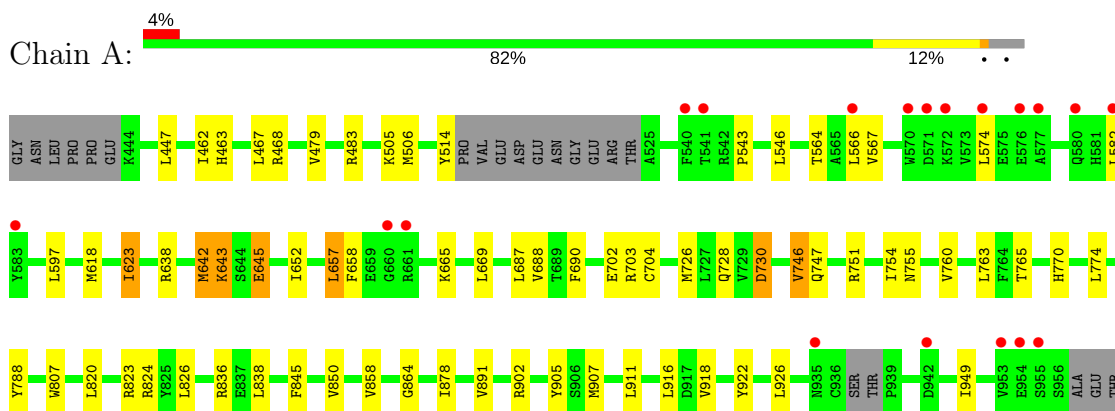 4%
Chain A:
82% 12% • •
GLY ASN LEU PRO PRO GLU K444 L447 I462 H463 L467 R468 V479 R483 K505 M506 Y514 PRO VAL GLU ASP GLU ASN GLY GLU ARG THR A525 F540 T541 R542 P543 L546 T564 A565 L566 V567 W570 D571 K572 V573 L574 E575 E576 A577 Q580 H581 L582
Y583 L597 M618 I623 R638 M642 K643 S644 E645 I652 L657 F658 E659 G660 R661 K665 L669 L687 V688 T689 F690 E702 R703 C704 M726 L727 Q728 V729 D730 V746 Q747 R751 I754 N755 V760 L763 F764 T765 H770 L774
Y788 W807 L820 R823 R824 Y825 L826 R836 E837 L838 F845 V850 V858 G864 I878 V891 R902 Y905 S906 M907 L911 L916 D917 V918 Y922 L926 N935 C936 SER THR P939 D942 I949 V953 E954 S955 S956 ALA GLU THR